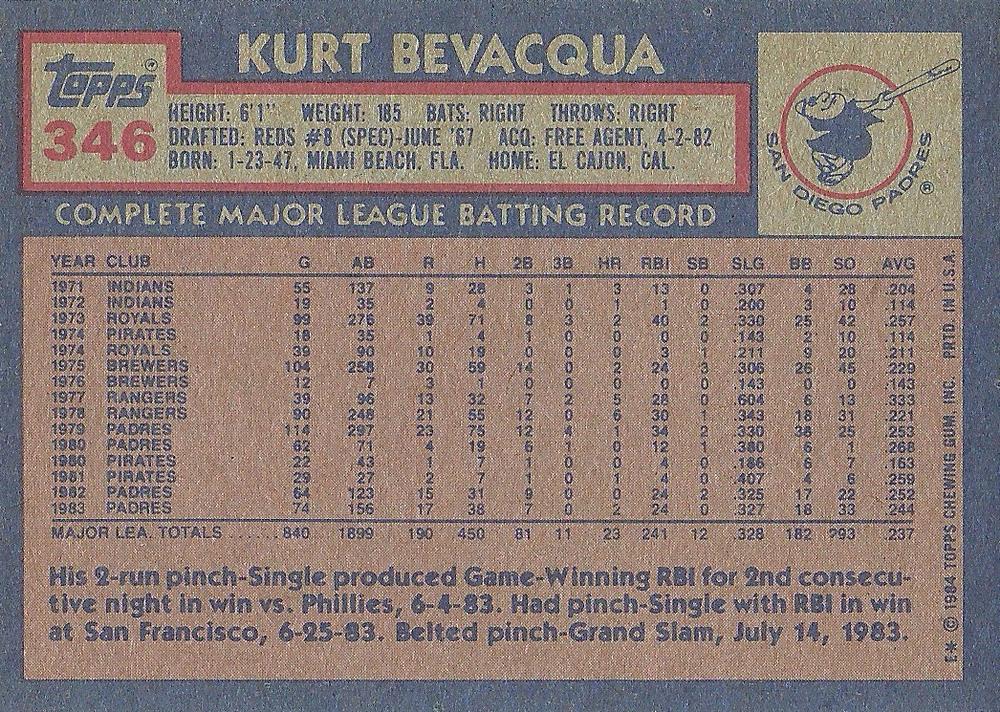 KURT BEVACQUA
Topps
346
HEIGHT: 6'1" WEIGHT: 185 BATS: RIGHT THROWS: RIGHT
DRAFTED: REDS #8 (SPEC)-JUNE '67 ACQ: FREE AGENT, 4-2-82
BORN: 1-23-47, MIAMI BEACH, FLA. HOME: EL CAJON, CAL.
SAN DIEGO PADRES ®
COMPLETE MAJOR LEAGUE BATTING RECORD
YEAR CLUB G AB R H 2B 3B HR RBI SB SLG BB SO AVG
1971 INDIANS 55 137 9 28 3 1 3 13 0 .307 4 28 .204
1972 INDIANS 19 35 2 4 0 0 1 1 0 .200 3 10 .114
1973 ROYALS 99 276 39 71 8 3 2 40 2 .330 25 42 .257
1974 PIRATES 18 35 1 4 1 0 0 0 0 .143 2 10 .114
1974 ROYALS 39 90 10 19 0 0 0 3 1 .211 9 20 .211
1975 BREWERS 104 258 30 59 14 0 2 24 3 .306 26 45 .229
1976 BREWERS 12 7 3 1 0 0 0 0 0 .143 0 0 .143
1977 RANGERS 39 96 13 32 7 2 5 28 0 .604 6 13 .333
1978 RANGERS 90 248 21 55 12 0 6 30 1 .343 18 31 .221
1979 PADRES 114 297 23 75 12 4 1 34 2 .330 38 25 .253
1980 PADRES 62 71 4 19 6 1 0 12 1 .380 6 1 .268
1980 PIRATES 22 43 1 7 1 0 0 4 0 .186 6 7 .163
1981 PIRATES 29 27 2 7 1 0 1 4 0 .407 4 6 .259
1982 PADRES 64 123 15 31 9 0 0 24 2 .325 17 22 .252
1983 PADRES 74 156 17 38 7 0 2 24 0 .327 18 33 .244
MAJOR LEA. TOTALS ...... 840 1899 190 450 81 11 23 241 12 .328 182 293 .237
His 2-run pinch-Single produced Game-Winning RBI for 2nd consecu-
tive night in win vs. Phillies, 6-4-83. Had pinch-Single with RBI in win
at San Francisco, 6-25-83. Belted pinch-Grand Slam, July 14, 1983.
E* © 1984 TOPPS CHEWING GUM, INC. PRTD. IN U.S.A.